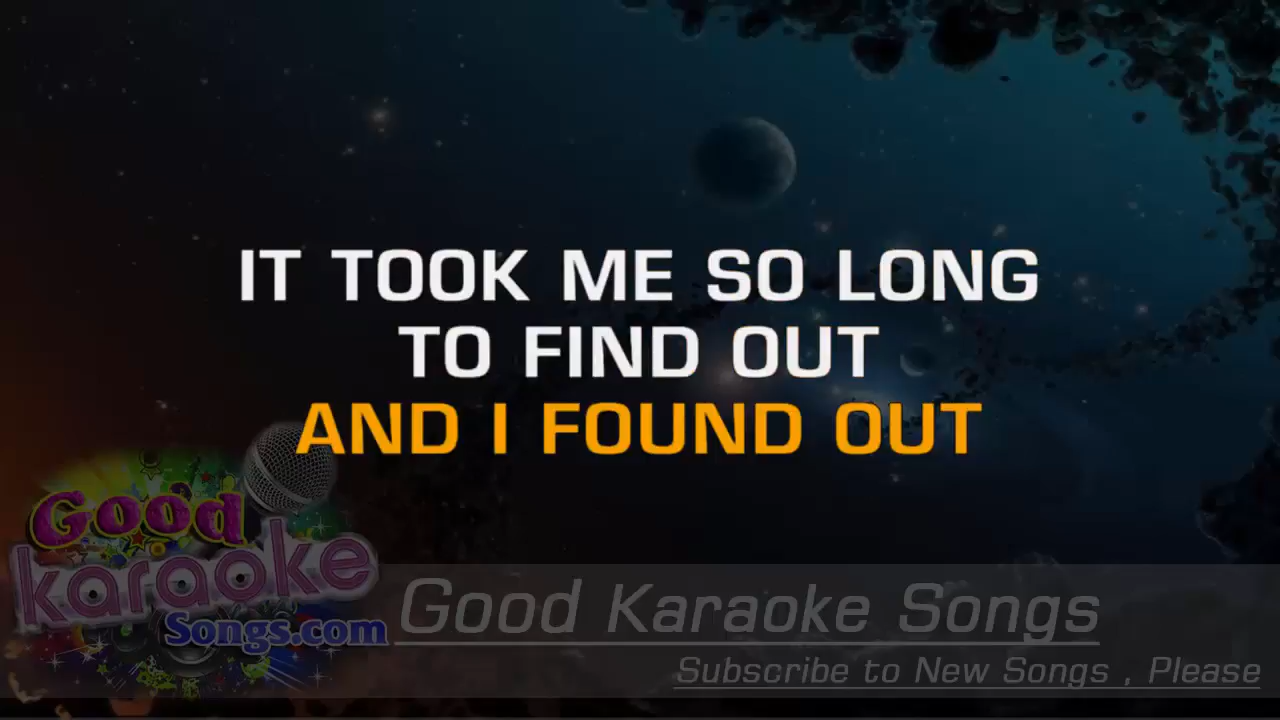 IT TOOK ME SO LONG
TO FIND OUT
AND I FOUND OUT
Good
karaoke
Songs.com
Good Karaoke Songs
Subscribe to New Songs , Please